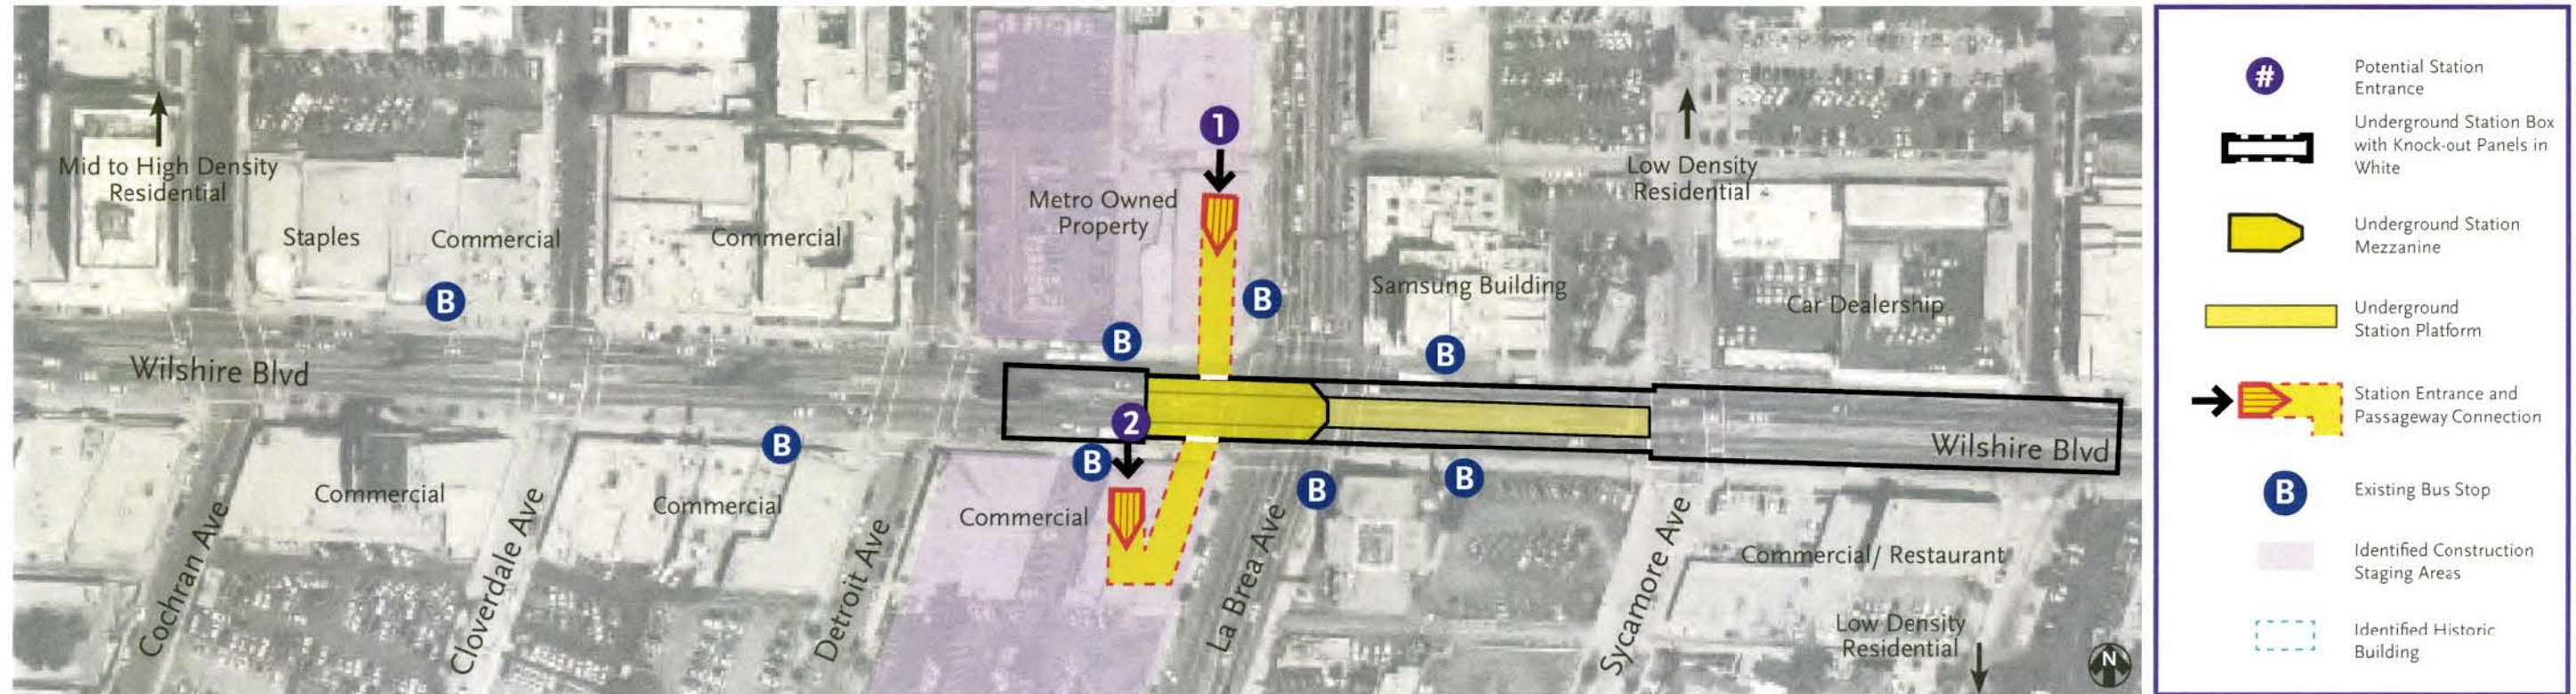 1
Mid to High Density
Residential
Low Density
Residential
Metro Owned
Property
Staples
Commercial
Commercial
B
B
Samsung Building
Car Dealership
B
B
Wilshire Blvd
2
Wilshire Blvd
B
B
B
B
Commercial
Commercial
Commercial
Cochran Ave
Cloverdale Ave
Detroit Ave
La Brea Ave
Sycamore Ave
Commercial/ Restaurant
Low Density
Residential
N
#
Potential Station
Entrance
Underground Station Box
with Knock-out Panels in
White
Underground Station
Mezzanine
Underground
Station Platform
Station Entrance and
Passageway Connection
B
Existing Bus Stop
Identified Construction
Staging Areas
Identified Historic
Building